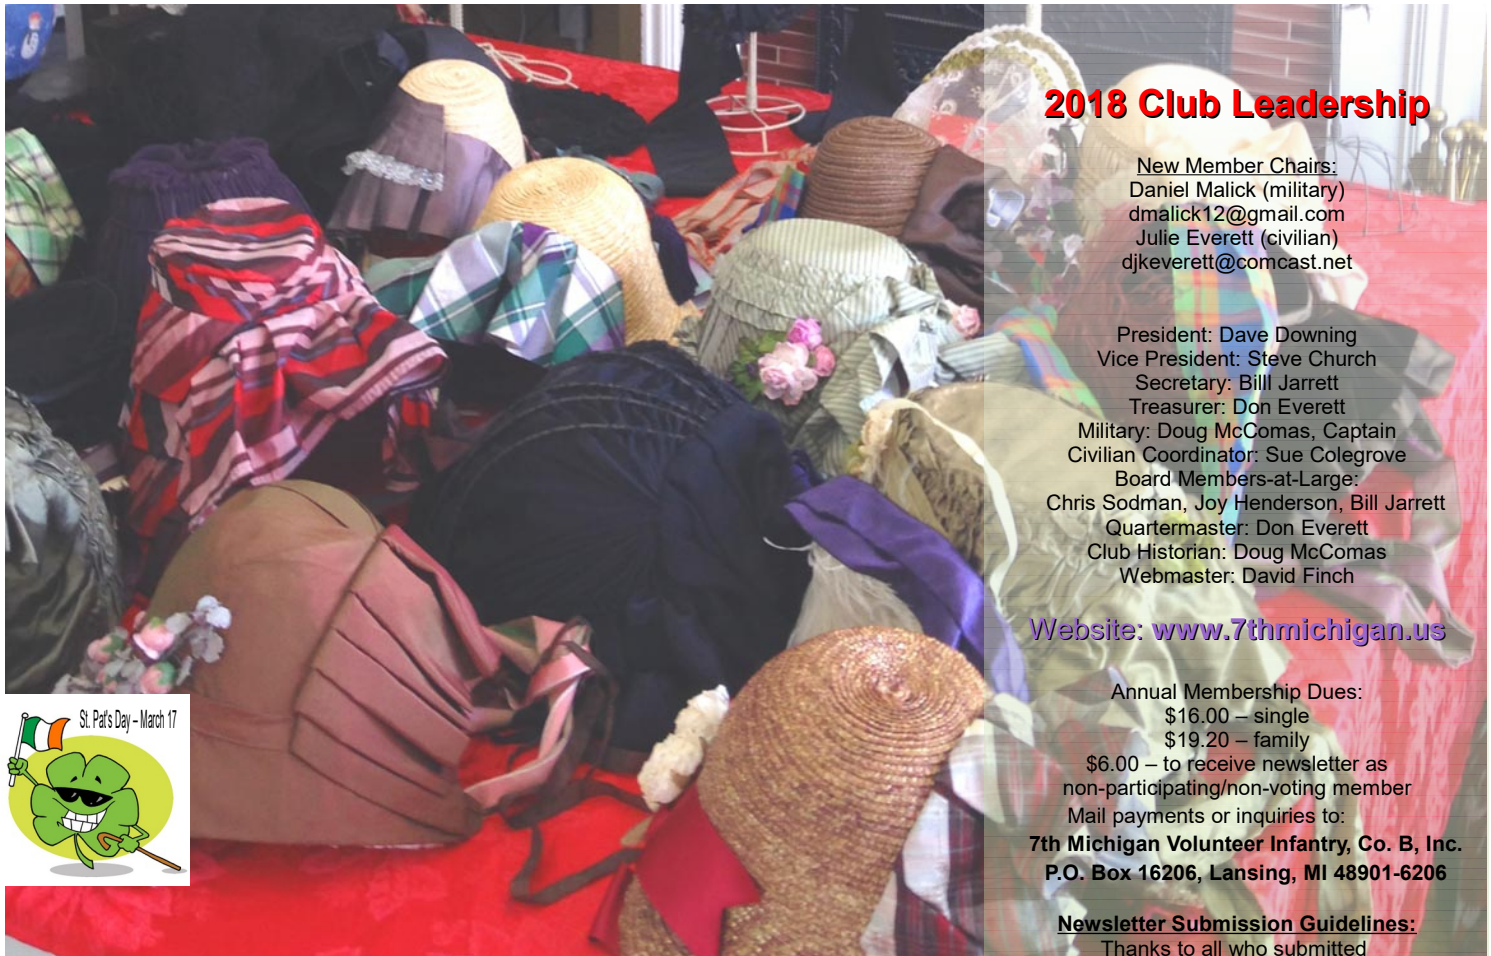 2018 Club Leadership
New Member Chairs:
Daniel Malick (military)
dmalick12@gmail.com
Julie Everett (civilian)
djkeverett@comcast.net
President: Dave Downing
Vice President: Steve Church
Secretary: Billl Jarrett
Treasurer: Don Everett
Military: Doug McComas, Captain
Civilian Coordinator: Sue Colegrove
Board Members-at-Large:
Chris Sodman, Joy Henderson, Bill Jarrett
Quartermaster: Don Everett
Club Historian: Doug McComas
Webmaster: David Finch
Website: www.7thmichigan.us
Annual Membership Dues:
$16.00 – single
$19.20 – family
$6.00 – to receive newsletter as
non-participating/non-voting member
Mail payments or inquiries to:
7th Michigan Volunteer Infantry, Co. B, Inc.
P.O. Box 16206, Lansing, MI 48901-6206
Newsletter Submission Guidelines:
Thanks to all who submitted
St. Pat's Day – March 17